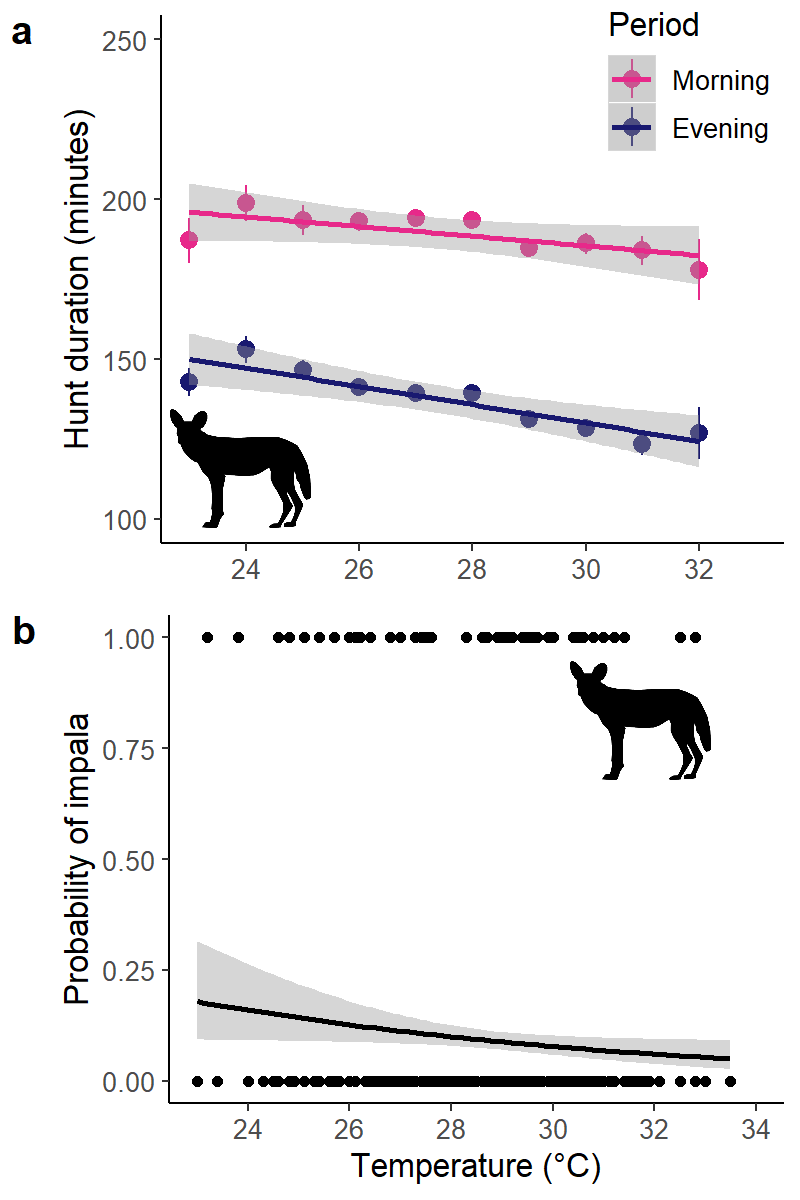 a
Period
Morning
Evening
Hunt duration (minutes)
250
200
150
100
24 26 28 30 32
b
Probability of impala
1.00
0.75
0.50
0.25
0.00
24 26 28 30 32 34
Temperature (°C)